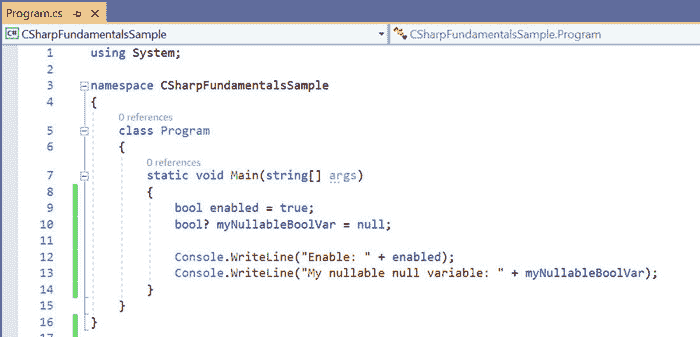 Program.cs
C# CSharpFundamentalsSample
CSharpFundamentalsSample.Program
1 using System;
2
3 namespace CSharpFundamentalsSample
4 {
0 references
5 class Program
6 {
0 references
7 static void Main(string[] args)
8 {
9 bool enabled = true;
10 bool? myNullableBoolVar = null;
11
12 Console.WriteLine("Enable: " + enabled);
13 Console.WriteLine("My nullable null variable: " + myNullableBoolVar);
14 }
15 }
16 }
17